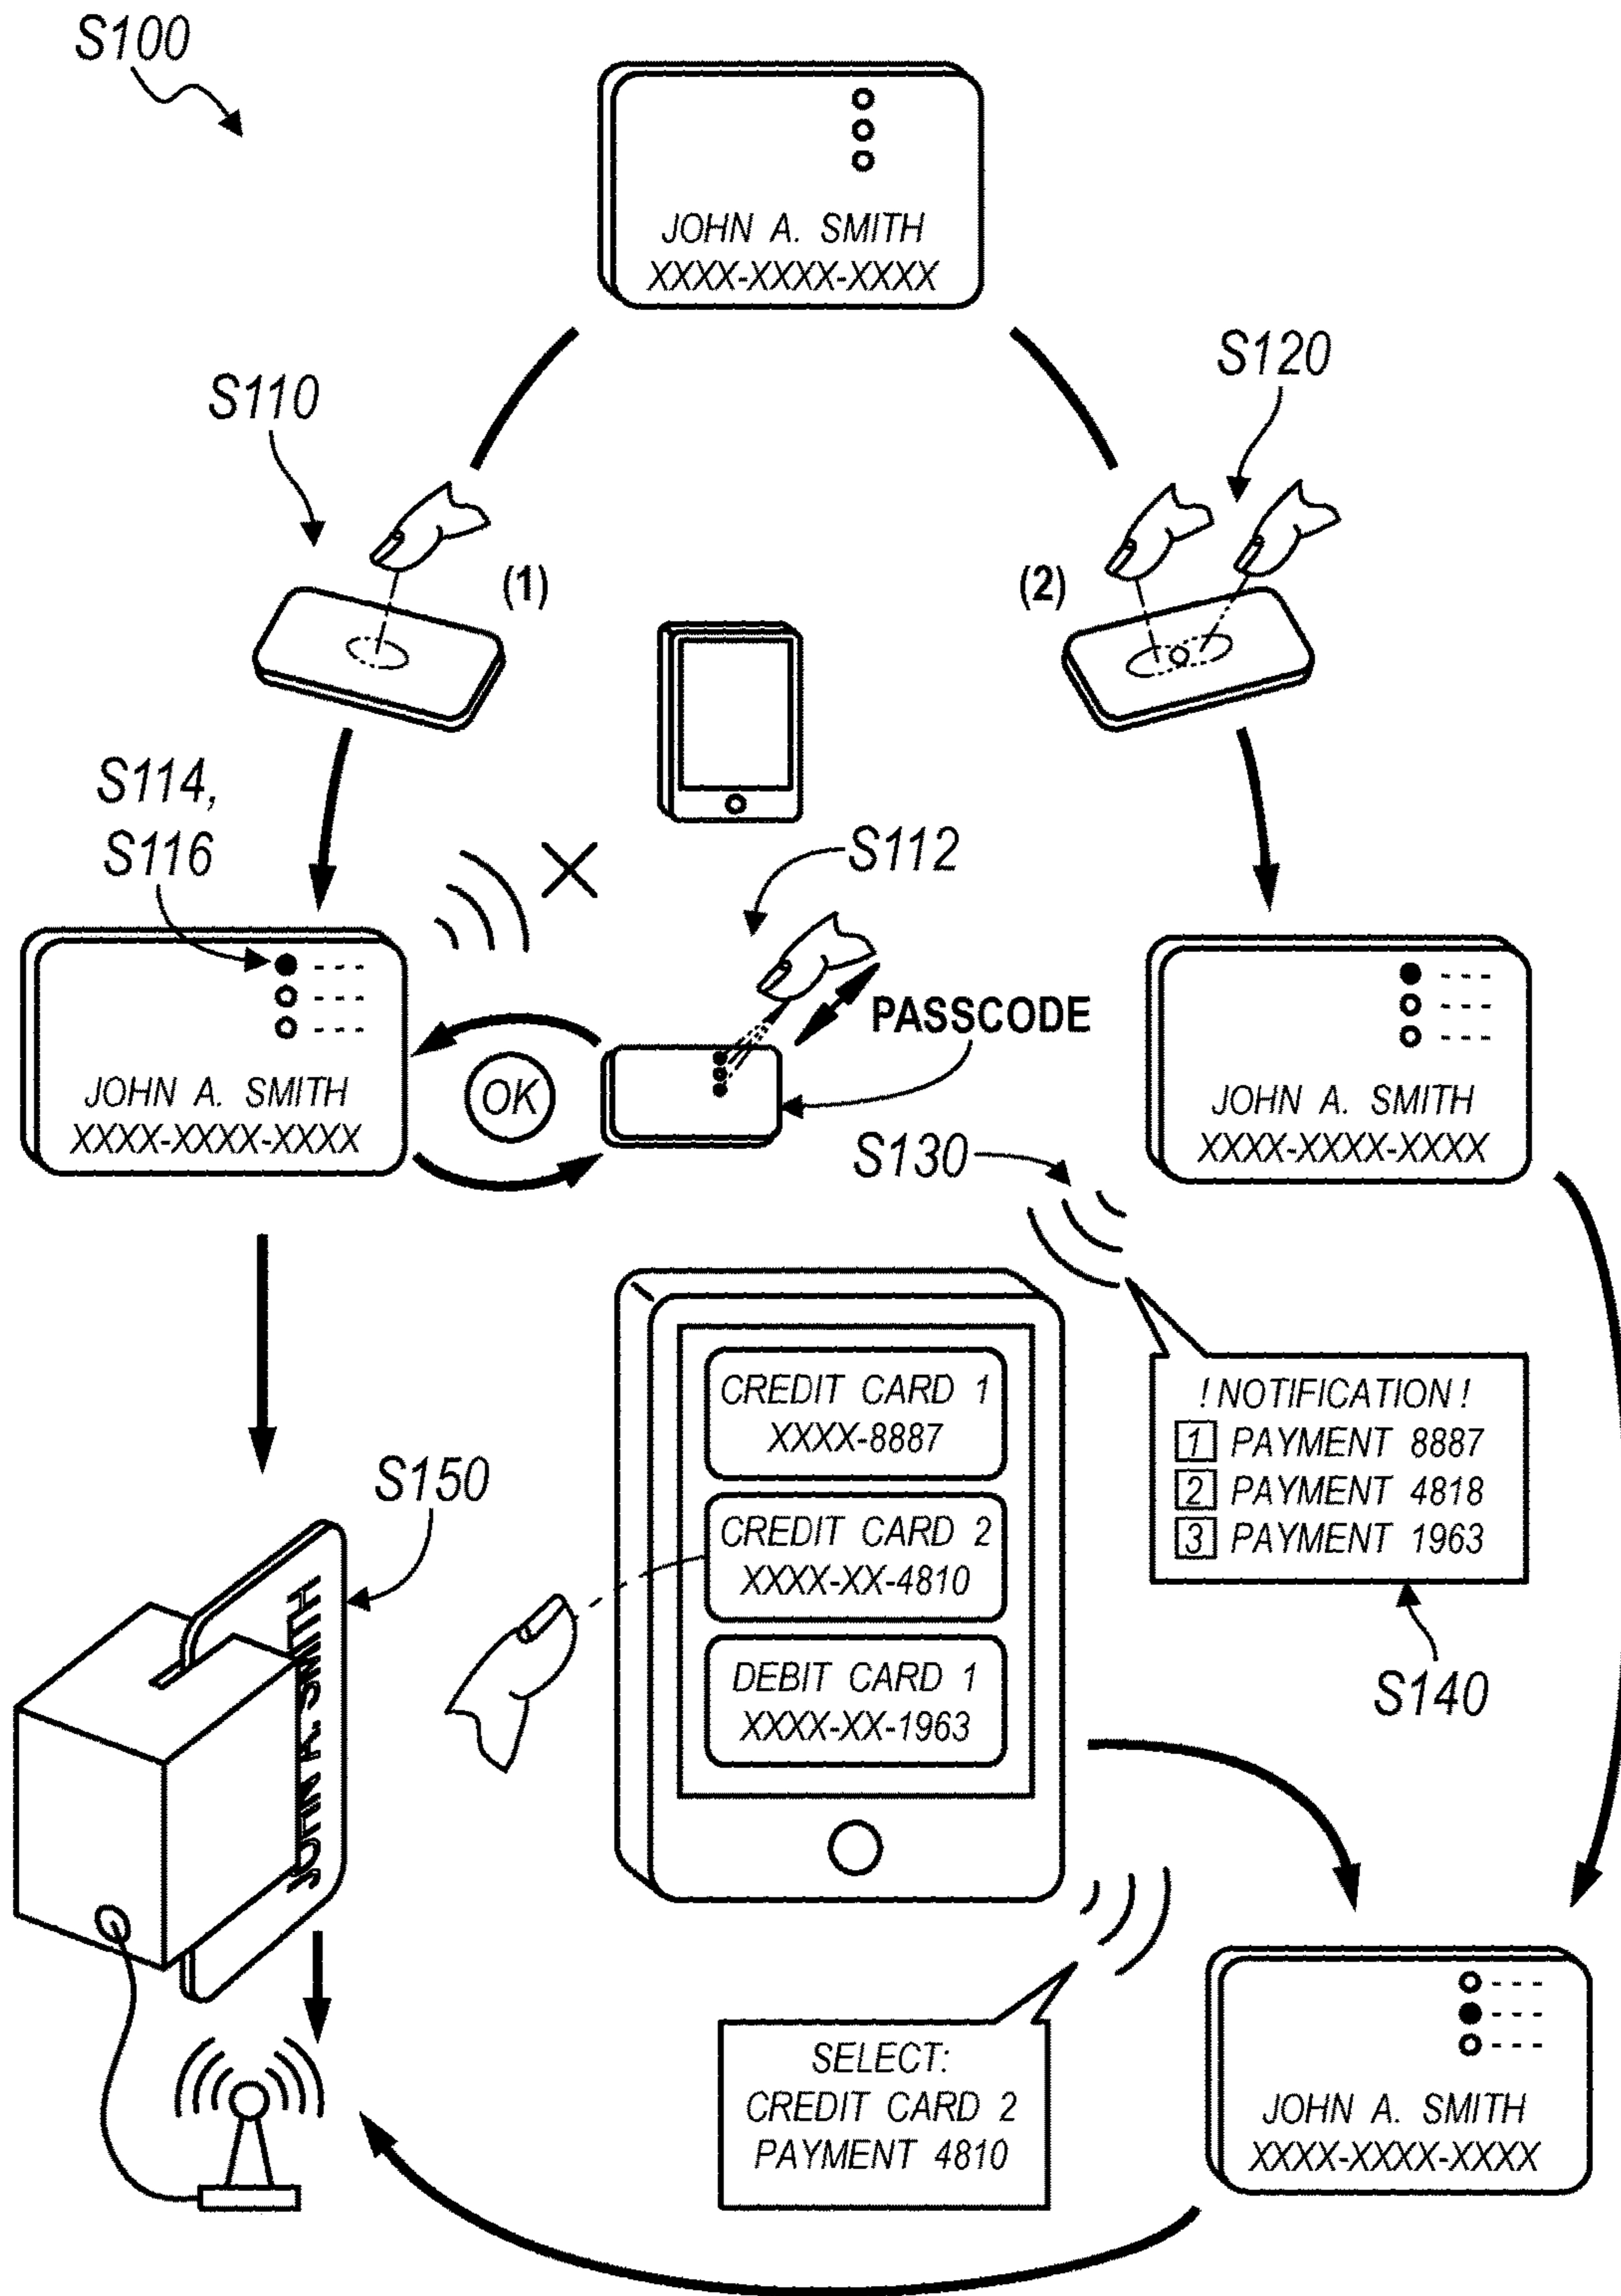 S100
JOHN A. SMITH
XXXX-XXXX-XXXX
S110
S120
(1)
(2)
S114,
S116
S112
JOHN A. SMITH
XXXX-XXXX-XXXX
OK
PASSCODE
JOHN A. SMITH
XXXX-XXXX-XXXX
S130
CREDIT CARD 1
XXXX-8887
CREDIT CARD 2
XXXX-XX-4810
DEBIT CARD 1
XXXX-XX-1963
! NOTIFICATION !
1 PAYMENT 8887
2 PAYMENT 4818
3 PAYMENT 1963
S140
S150
JOHN A. SMITH
SELECT:
CREDIT CARD 2
PAYMENT 4810
JOHN A. SMITH
XXXX-XXXX-XXXX